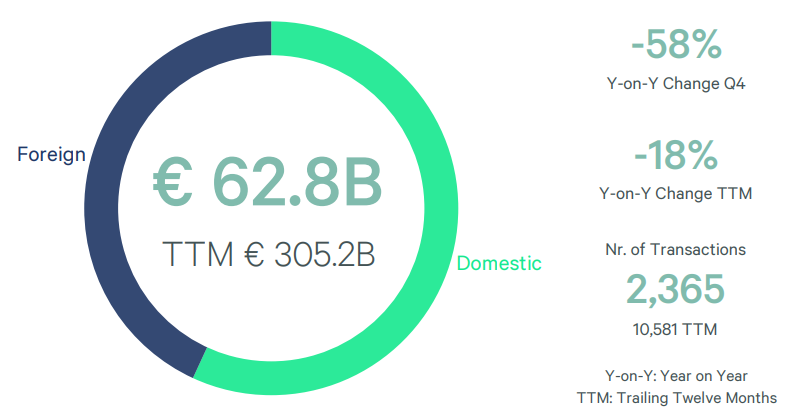 Foreign
€ 62.8B
TTM € 305.2B
Domestic
-58%
Y-on-Y Change Q4
-18%
Y-on-Y Change TTM
Nr. of Transactions
2,365
10,581 TTM
Y-on-Y: Year on Year
TTM: Trailing Twelve Months